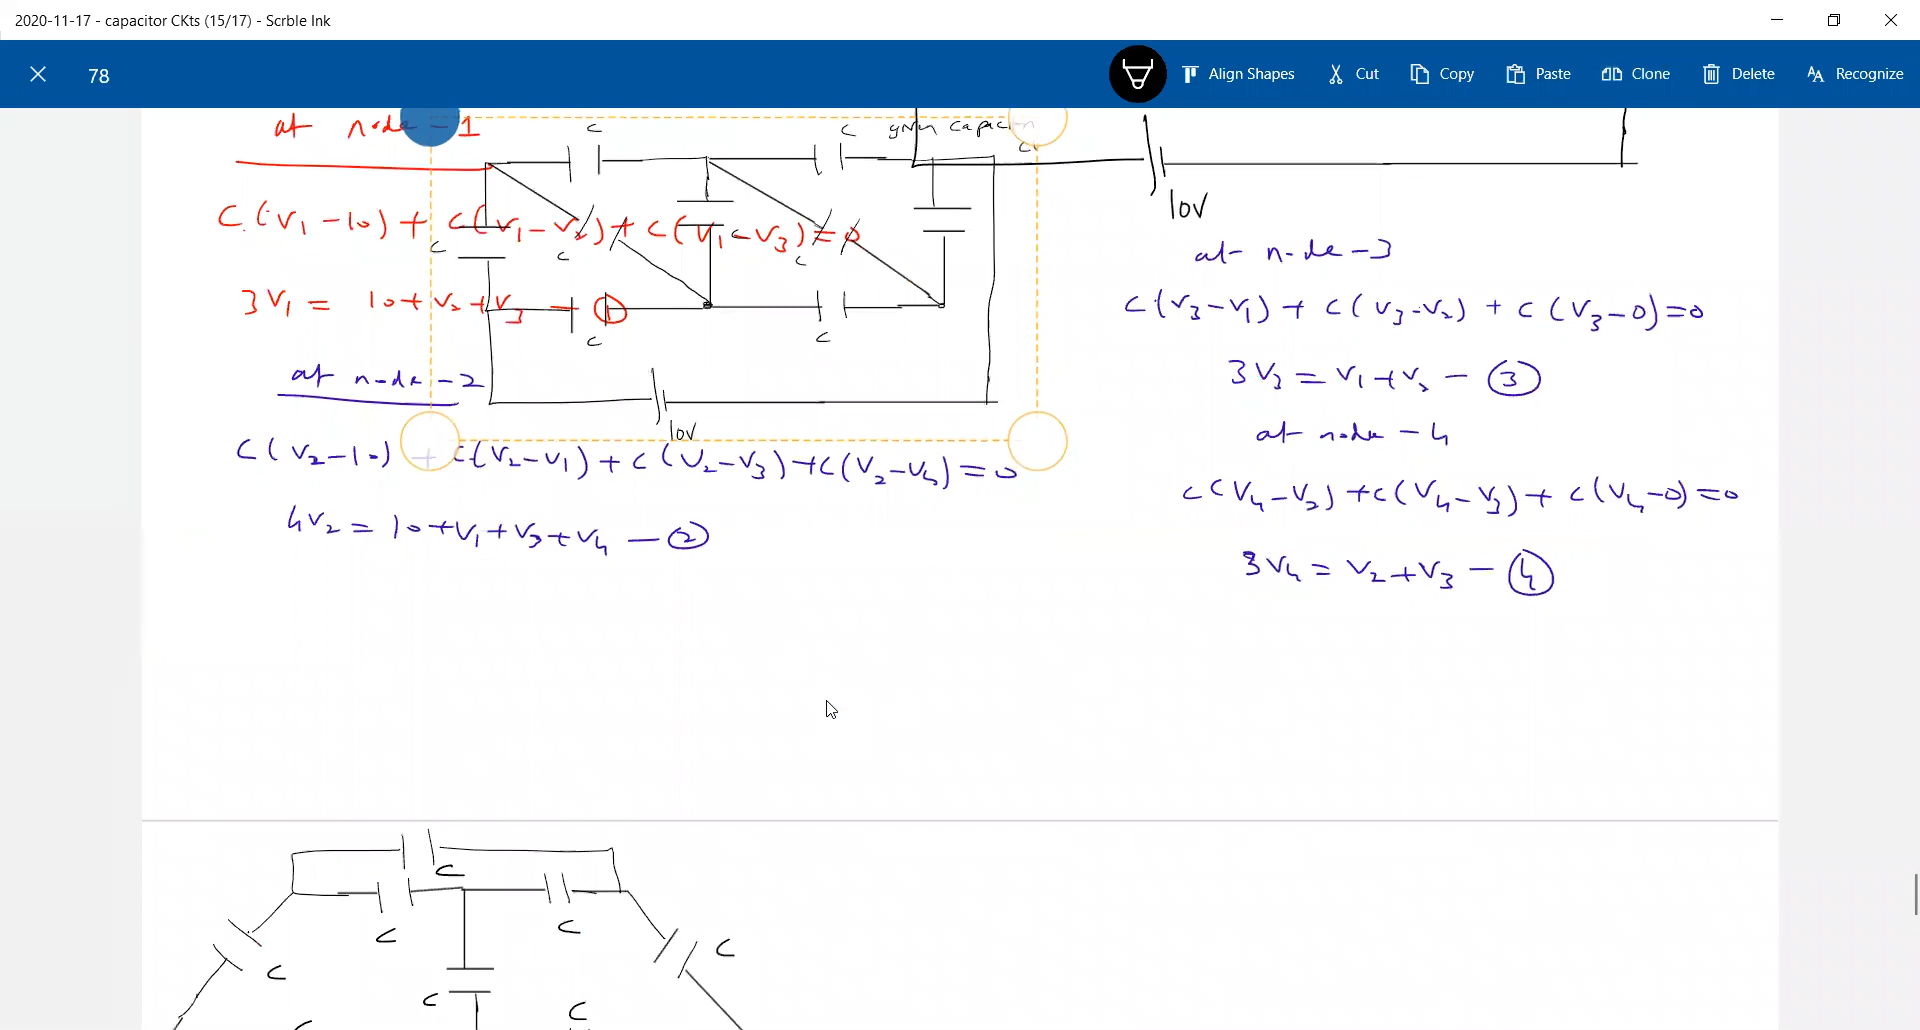 2020-11-17 - capacitor CKts (15/17) - Scrble Ink
78
Align Shapes
Cut
Copy
Paste
Clone
Delete
Recognize
at node - 1
C
C
given capacitor
C (V1 - 10) + C(V1 - V2) + C(V1 - V3) = 0
C
C
C
C
3V1 = 10 + V2 + V3 - ①
C
C
10V
at node - 2
C(V2 - 10) + C(V2 - V1) + C(V2 - V3) + C(V2 - V4) = 0
4V2 = 10 + V1 + V3 + V4 - ②
10V
at node - 3
C(V3 - V1) + C(V3 - V2) + C(V3 - 0) = 0
3V3 = V1 + V2 - ③
at node - 4
C(V4 - V2) + C(V4 - V3) + C(V4 - 0) = 0
3V4 = V2 + V3 - ④
C
C
C
C
C
C
C